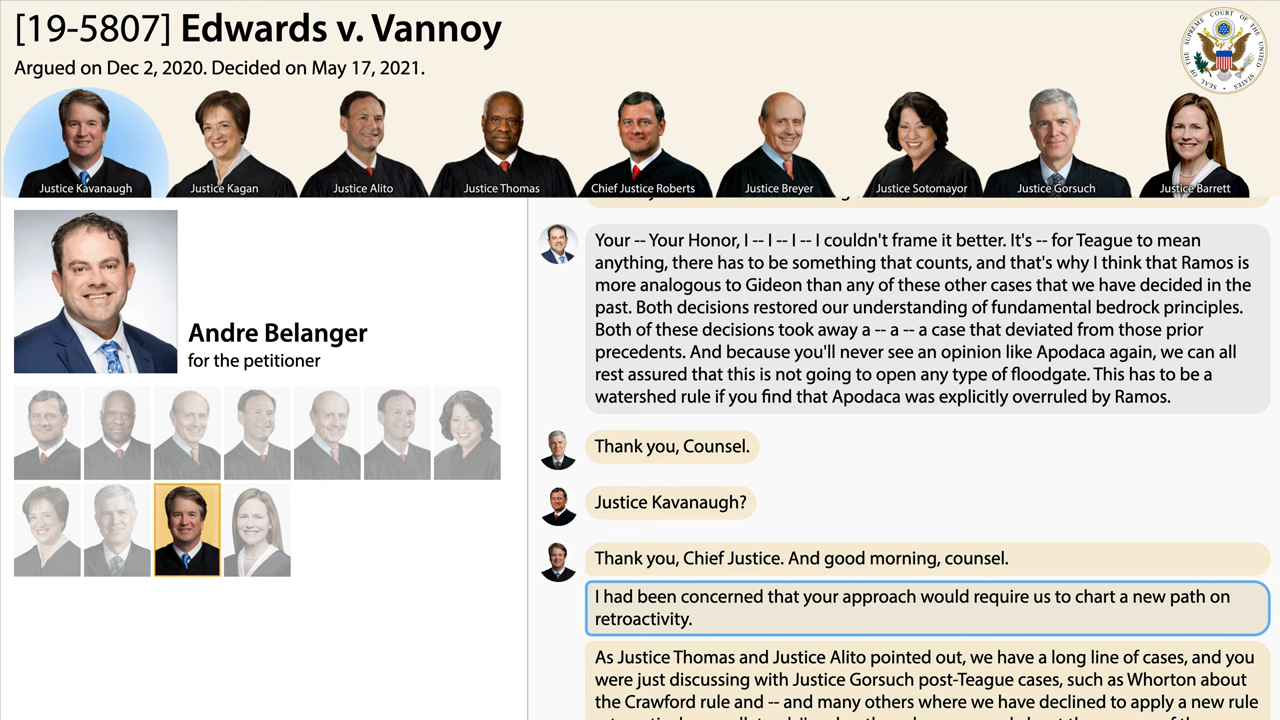 [19-5807] Edwards v. Vannoy
Argued on Dec 2, 2020. Decided on May 17, 2021.
SEAL OF THE SUPREME COURT OF THE UNITED STATES
Justice Kavanaugh
Justice Kagan
Justice Alito
Justice Thomas
Chief Justice Roberts
Justice Breyer
Justice Sotomayor
Justice Gorsuch
Justice Barrett
Andre Belanger
for the petitioner
Your -- Your Honor, I -- I -- I -- I couldn't frame it better. It's -- for Teague to mean
anything, there has to be something that counts, and that's why I think that Ramos is
more analogous to Gideon than any of these other cases that we have decided in the
past. Both decisions restored our understanding of fundamental bedrock principles.
Both of these decisions took away a -- a -- a case that deviated from those prior
precedents. And because you'll never see an opinion like Apodaca again, we can all
rest assured that this is not going to open any type of floodgate. This has to be a
watershed rule if you find that Apodaca was explicitly overruled by Ramos.
Thank you, Counsel.
Justice Kavanaugh?
Thank you, Chief Justice. And good morning, counsel.
I had been concerned that your approach would require us to chart a new path on
retroactivity.
As Justice Thomas and Justice Alito pointed out, we have a long line of cases, and you
were just discussing with Justice Gorsuch post-Teague cases, such as Whorton about
the Crawford rule and -- and many others where we have declined to apply a new rule